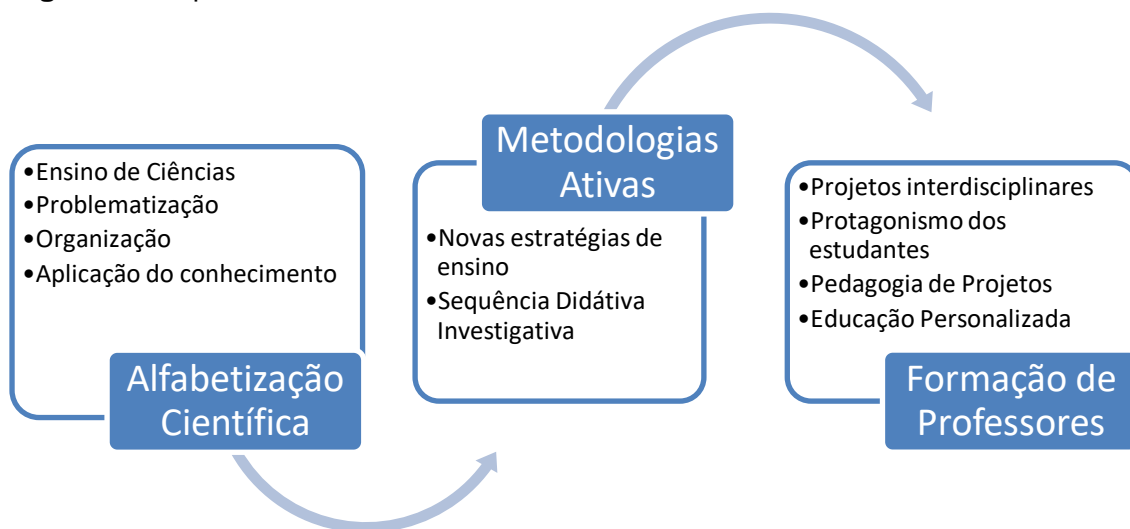 •Ensino de Ciências
•Problematização
•Organização
•Aplicação do conhecimento
Alfabetização
Científica
Metodologias
Ativas
•Novas estratégias de
ensino
•Sequência Didátiva
Investigativa
•Projetos interdisciplinares
•Protagonismo dos
estudantes
•Pedagogia de Projetos
•Educação Personalizada
Formação de
Professores